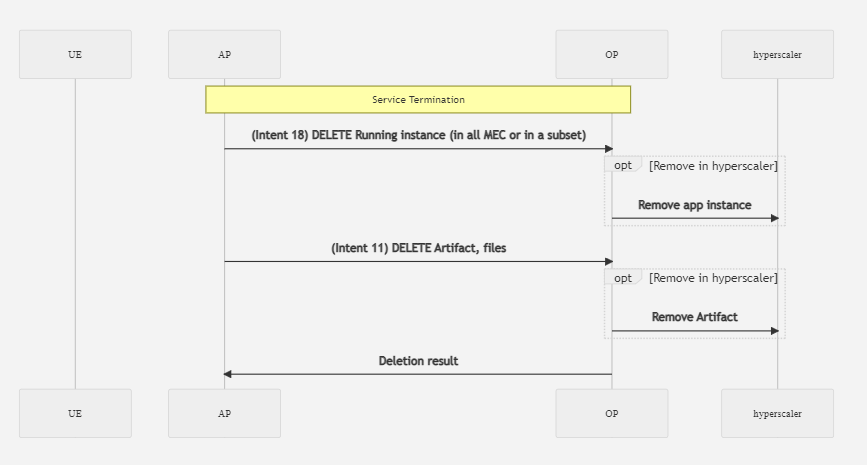 UE
AP
OP
hyperscaler
Service Termination
(Intent 18) DELETE Running instance (in all MEC or in a subset)
opt
[Remove in hyperscaler]
Remove app instance
(Intent 11) DELETE Artifact, files
opt
[Remove in hyperscaler]
Remove Artifact
Deletion result
UE
AP
OP
hyperscaler